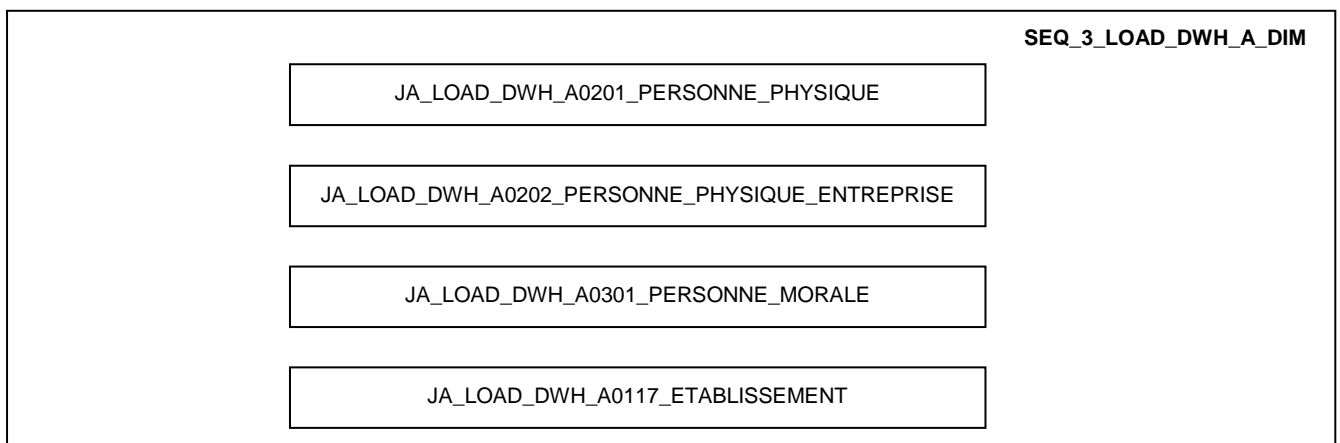 SEQ_3_LOAD_DWH_A_DIM
JA_LOAD_DWH_A0201_PERSONNE_PHYSIQUE
JA_LOAD_DWH_A0202_PERSONNE_PHYSIQUE_ENTREPRISE
JA_LOAD_DWH_A0301_PERSONNE_MORALE
JA_LOAD_DWH_A0117_ETABLISSEMENT